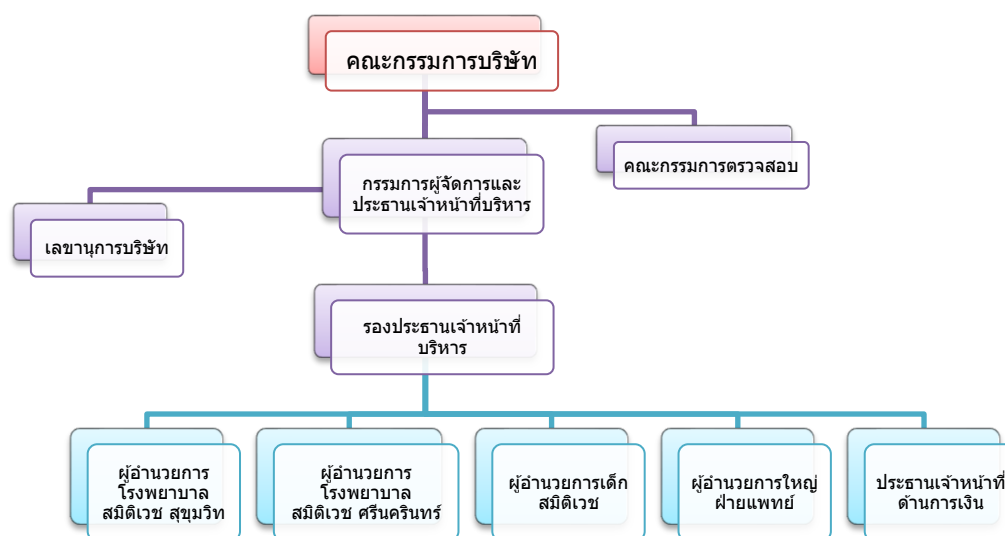 คณะกรรมการบริษัท
คณะกรรมการตรวจสอบ
กรรมการผู้จัดการและ
ประธานเจ้าหน้าที่บริหาร
เลขานุการบริษัท
รองประธานเจ้าหน้าที่
บริหาร
ผู้อำนวยการ
โรงพยาบาล
สมิติเวช สุขุมวิท
ผู้อำนวยการ
โรงพยาบาล
สมิติเวช ศรีนครินทร์
ผู้อำนวยการเด็ก
สมิติเวช
ผู้อำนวยการใหญ่
ฝ่ายแพทย์
ประธานเจ้าหน้าที่
ด้านการเงิน